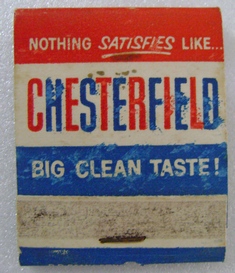 NOTHING SATISFIES LIKE...
CHESTERFIELD
BIG CLEAN TASTE!